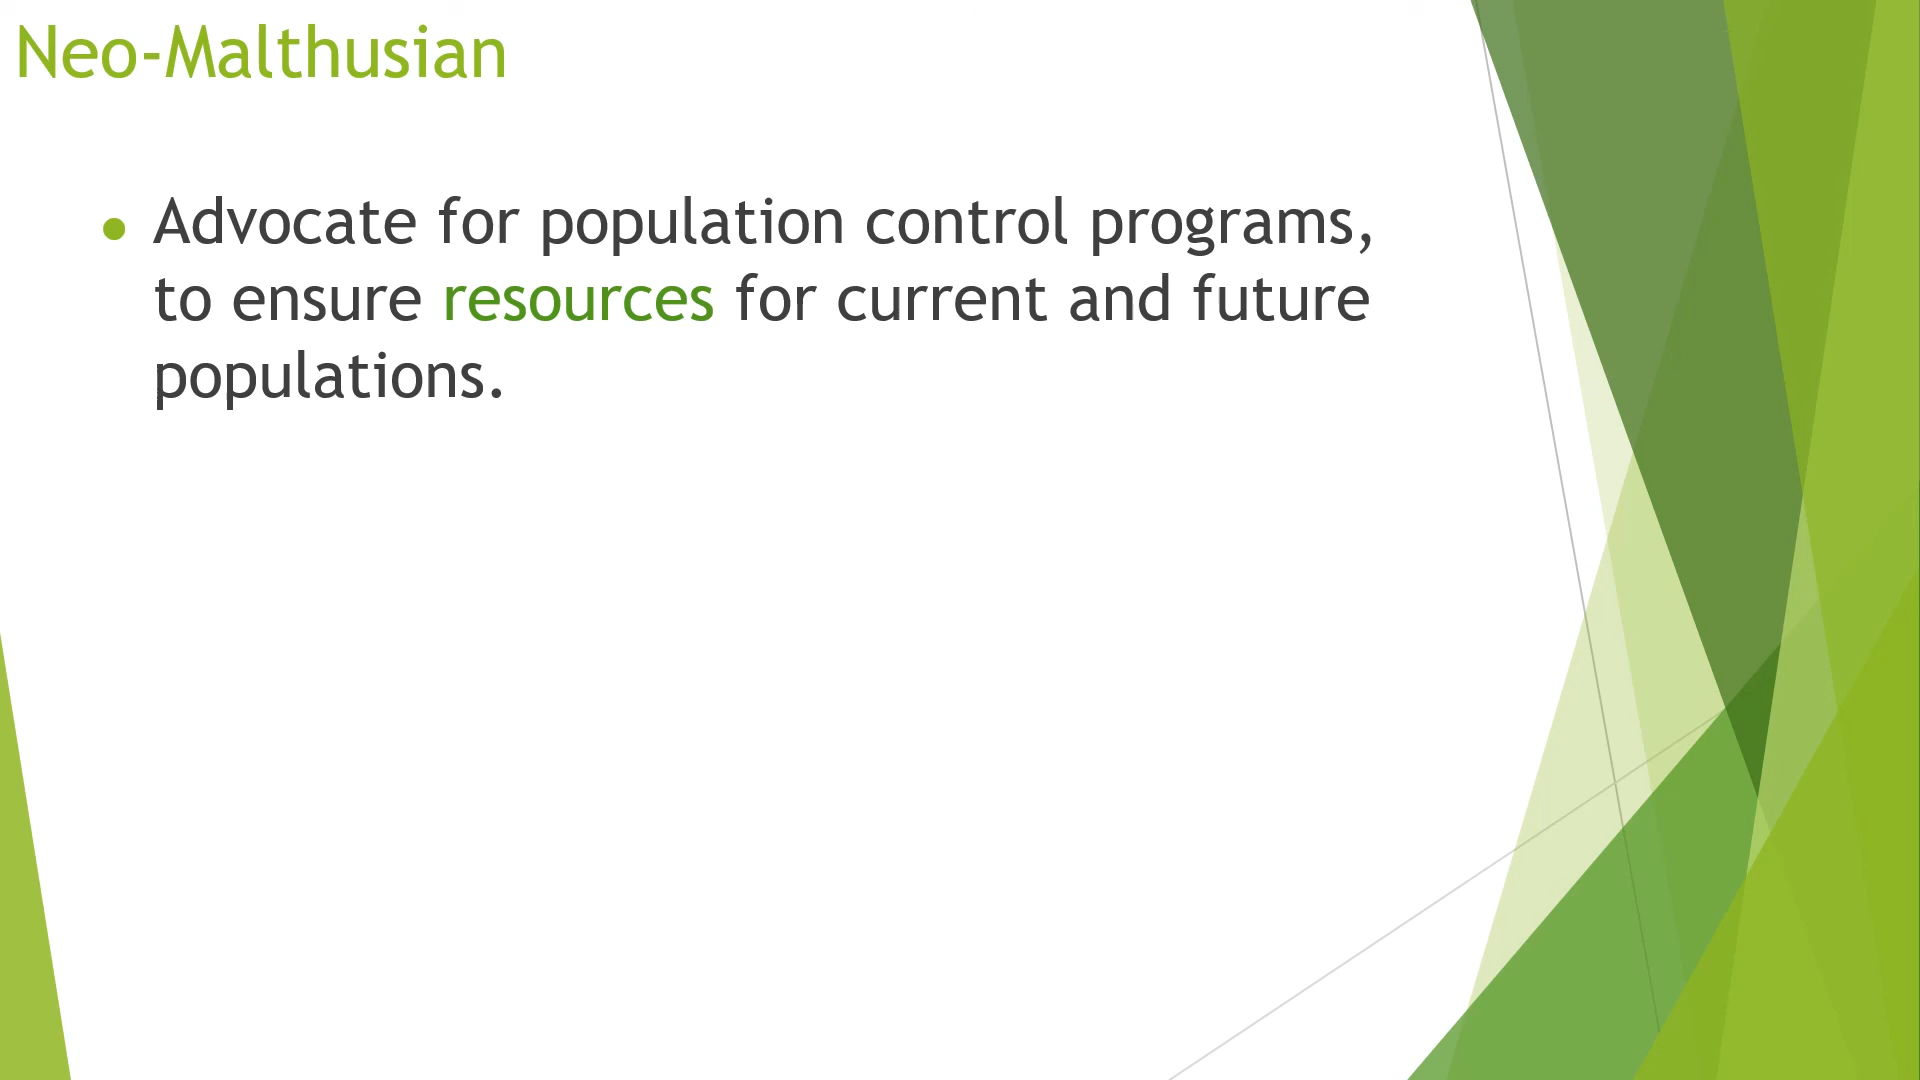 Neo-Malthusian
• Advocate for population control programs,
to ensure resources for current and future
populations.